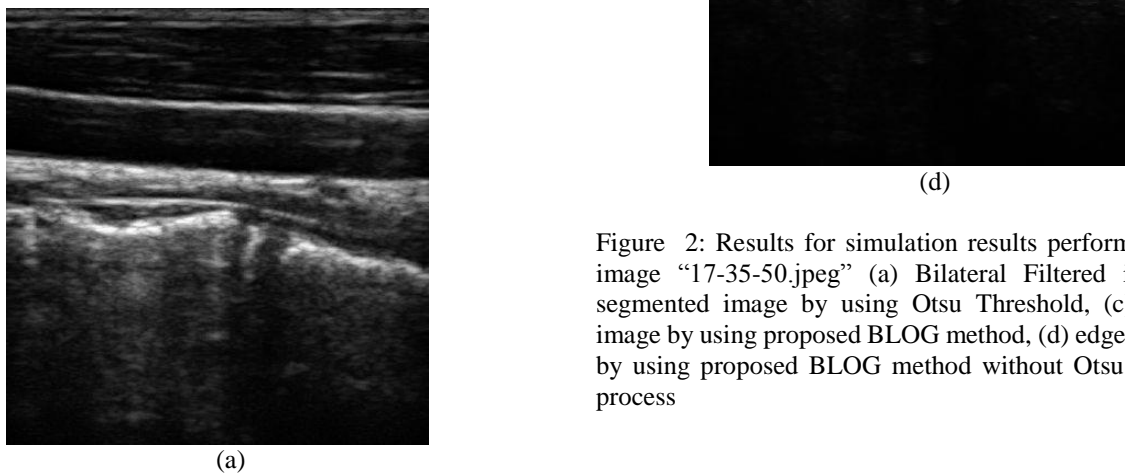 (a)
(d)
Figure 2: Results for simulation results perform
image “17-35-50.jpeg” (a) Bilateral Filtered
segmented image by using Otsu Threshold, (c
image by using proposed BLOG method, (d) edge
by using proposed BLOG method without Otsu
process